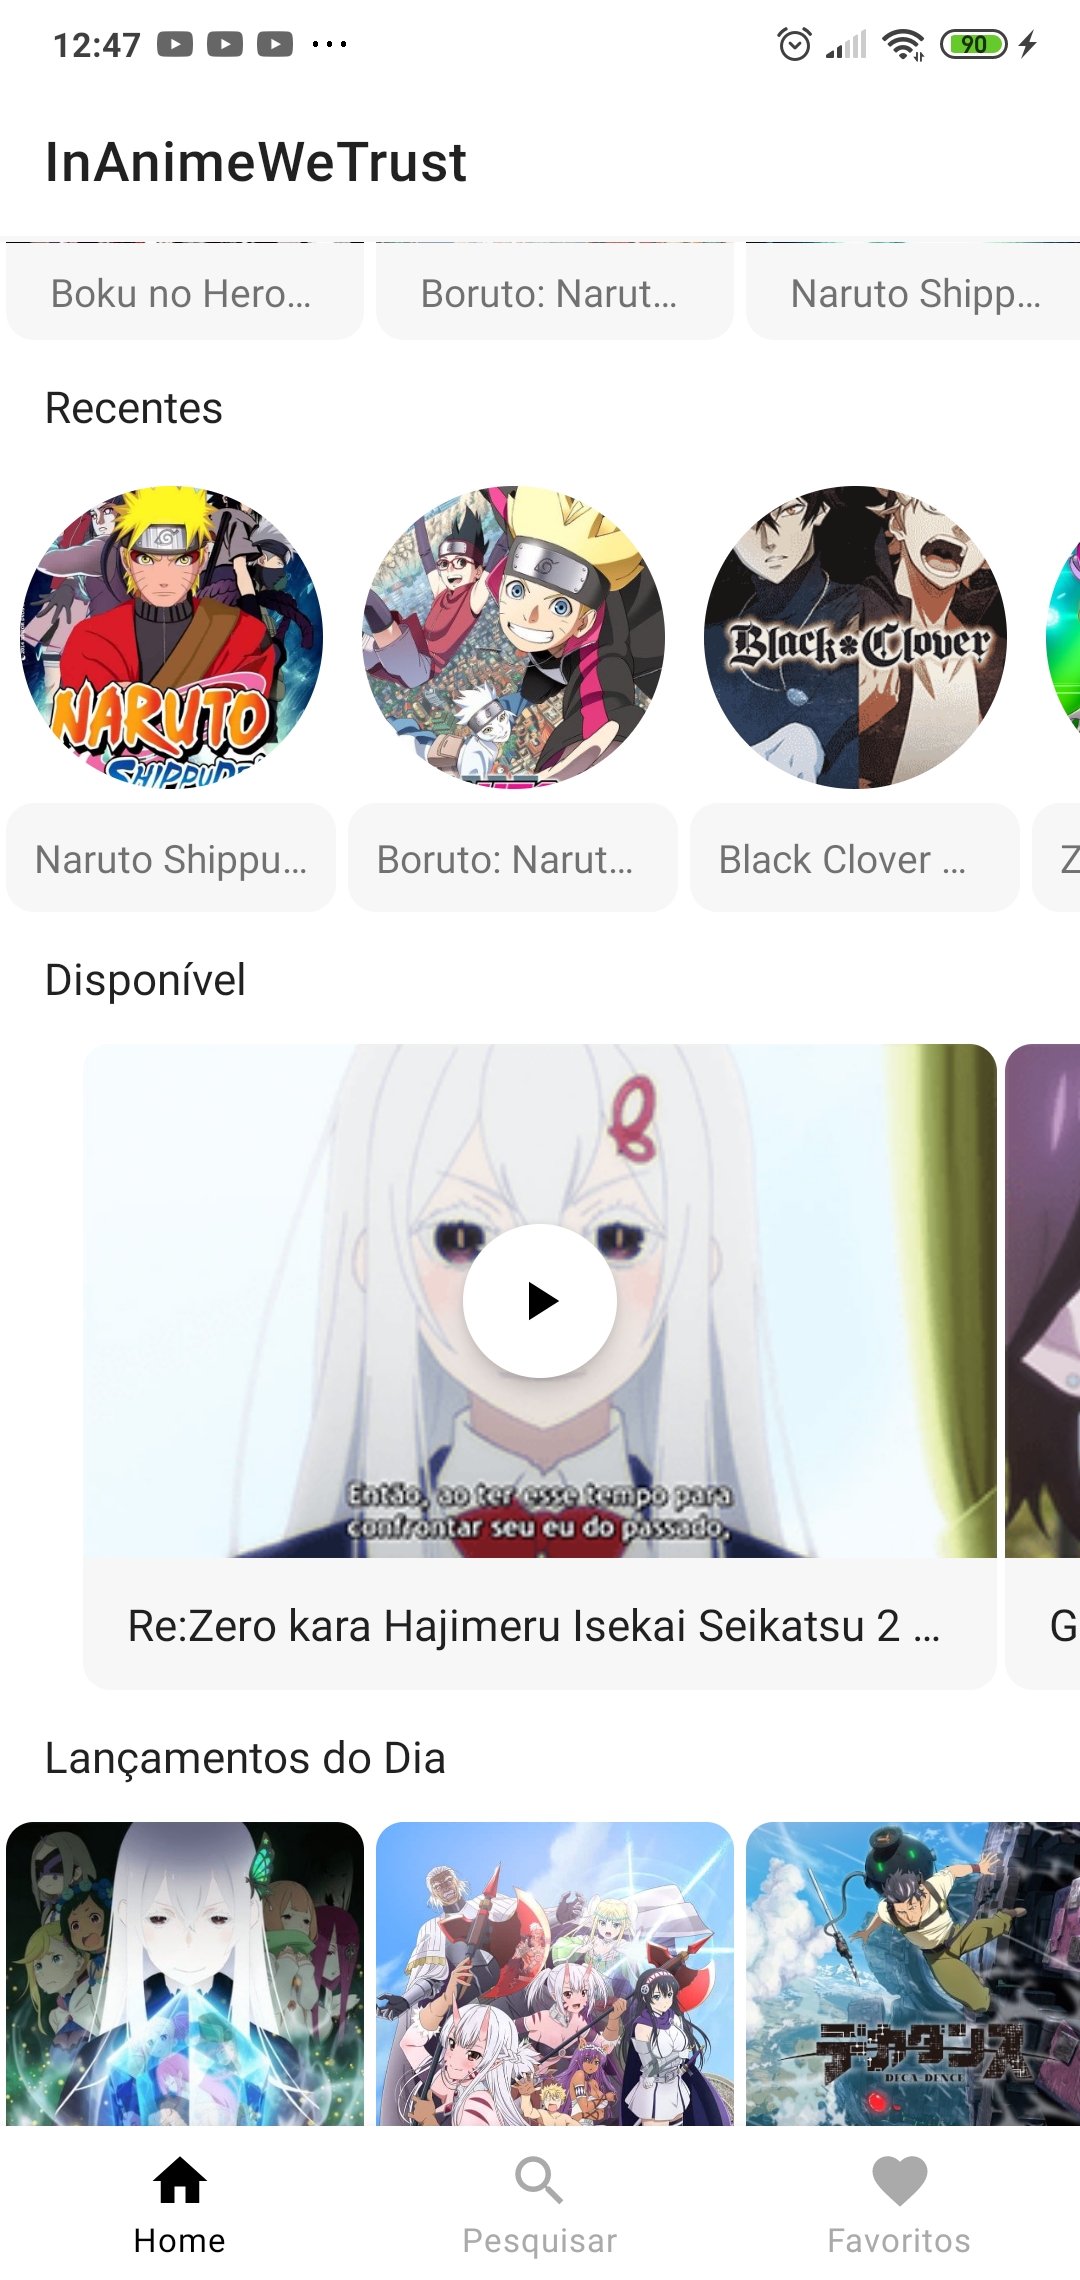 12:47
90
InAnimeWeTrust
Boku no Hero...
Boruto: Narut...
Naruto Shipp...
Recentes
NARUTO
SHIPPUDE
Black Clover
Naruto Shippu...
Boruto: Narut...
Black Clover ...
Z
Disponível
Então, ao ter esse tempo para
confrontar seu eu do passado,
Re:Zero kara Hajimeru Isekai Seikatsu 2 ...
G
Lançamentos do Dia
デカダンス
DECA-DENCE
Home
Pesquisar
Favoritos